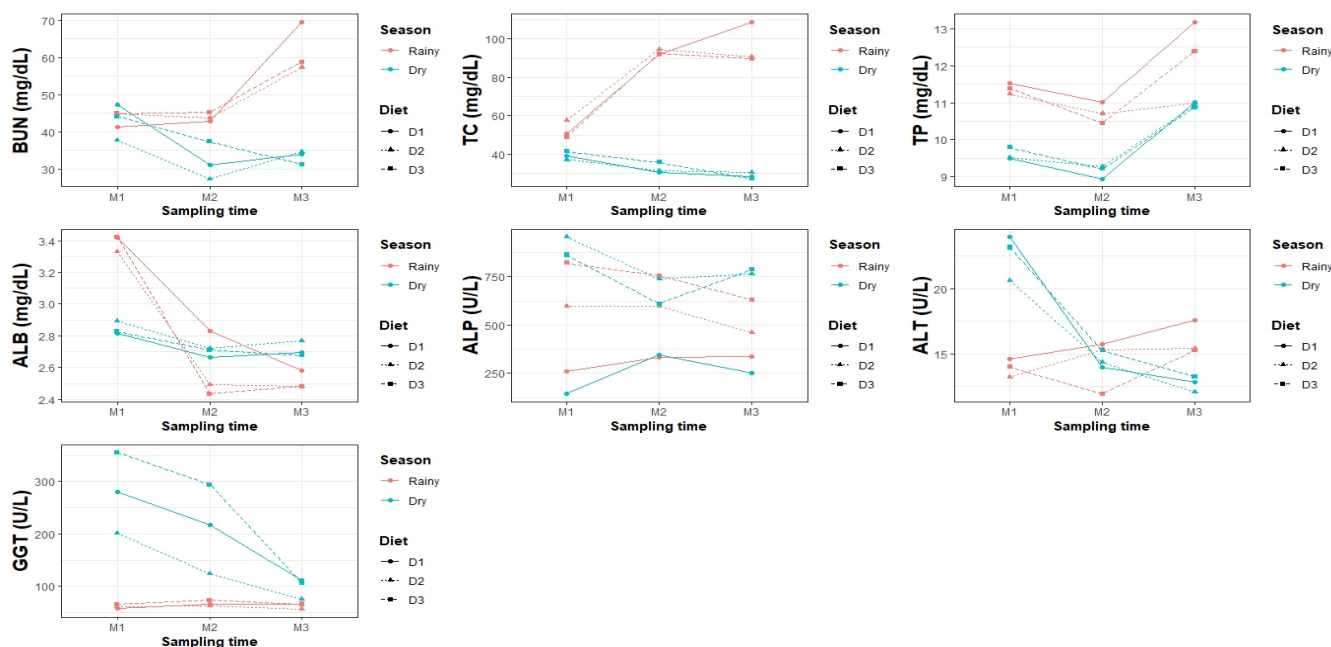 BUN (mg/dL)
70
60
50
40
30
M1 M2 M3
Sampling time
Season
Rainy
Dry
Diet
D1
D2
D3
TC (mg/dL)
100
80
60
40
M1 M2 M3
Sampling time
Season
Rainy
Dry
Diet
D1
D2
D3
TP (mg/dL)
13
12
11
10
9
M1 M2 M3
Sampling time
Season
Rainy
Dry
Diet
D1
D2
D3
ALB (mg/dL)
3.4
3.2
3.0
2.8
2.6
2.4
M1 M2 M3
Sampling time
Season
Rainy
Dry
Diet
D1
D2
D3
ALP (U/L)
750
500
250
M1 M2 M3
Sampling time
Season
Rainy
Dry
Diet
D1
D2
D3
ALT (U/L)
20
15
M1 M2 M3
Sampling time
Season
Rainy
Dry
Diet
D1
D2
D3
GGT (U/L)
300
200
100
M1 M2 M3
Sampling time
Season
Rainy
Dry
Diet
D1
D2
D3